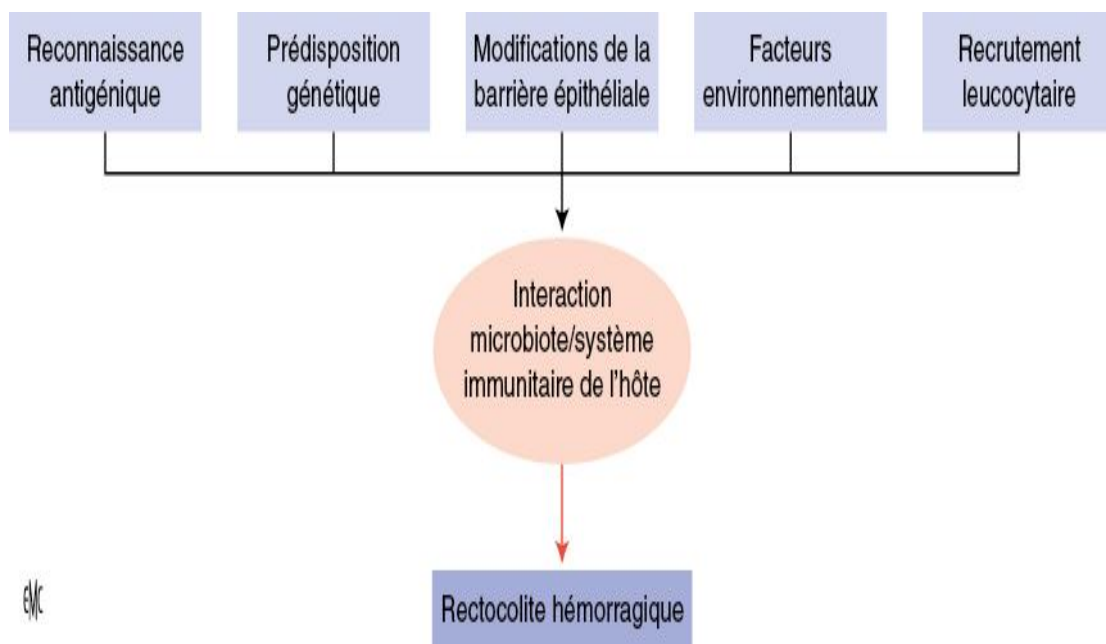 Reconnaissance
antigénique
Prédisposition
génétique
Modifications de la
barrière épithéliale
Facteurs
environnementaux
Recrutement
leucocytaire
Interaction
microbiote/système
immunitaire de l'hôte
EMC
Rectocolite hémorragique